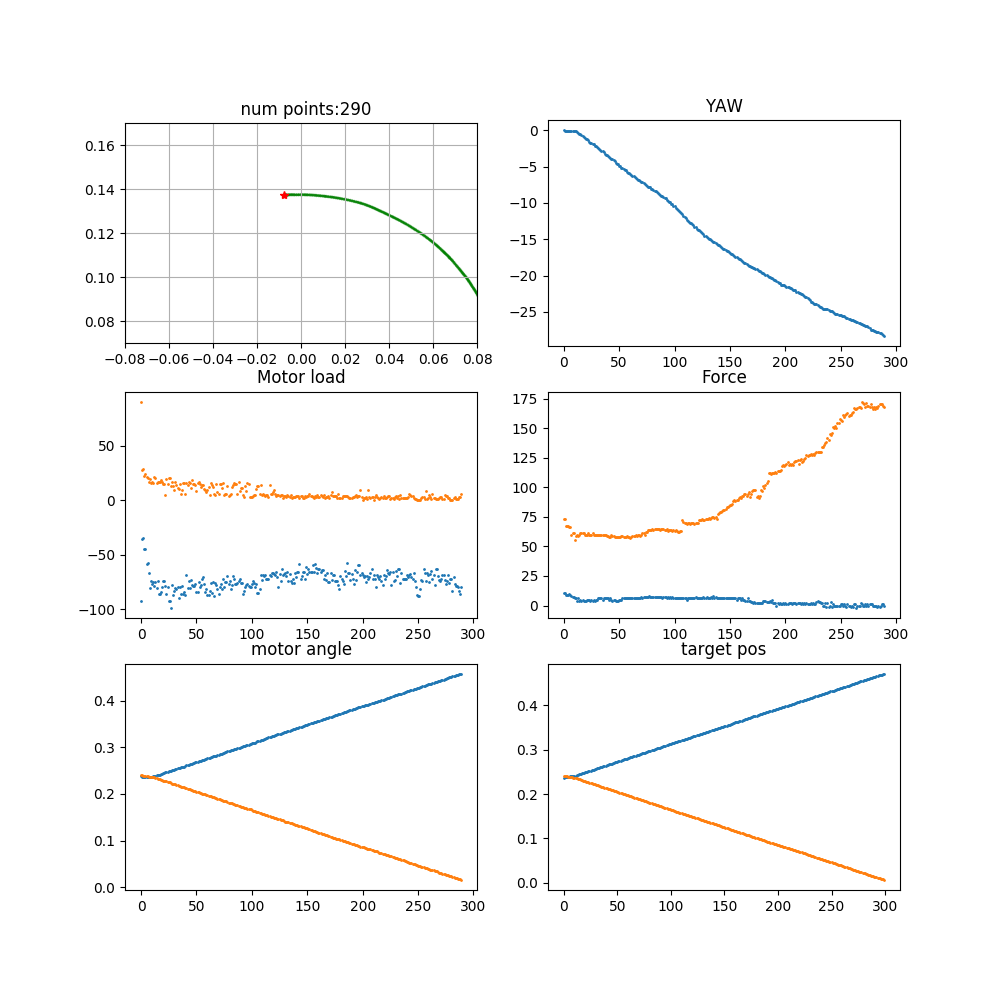 num points:290
0.16
0.14
0.12
0.10
0.08
−0.08 −0.06 −0.04 −0.02 0.00 0.02 0.04 0.06 0.08
YAW
0
−5
−10
−15
−20
−25
0 50 100 150 200 250 300
Motor load
50
0
−50
−100
0 50 100 150 200 250 300
Force
175
150
125
100
75
50
25
0
0 50 100 150 200 250 300
motor angle
0.4
0.3
0.2
0.1
0.0
0 50 100 150 200 250 300
target pos
0.4
0.3
0.2
0.1
0.0
0 50 100 150 200 250 300